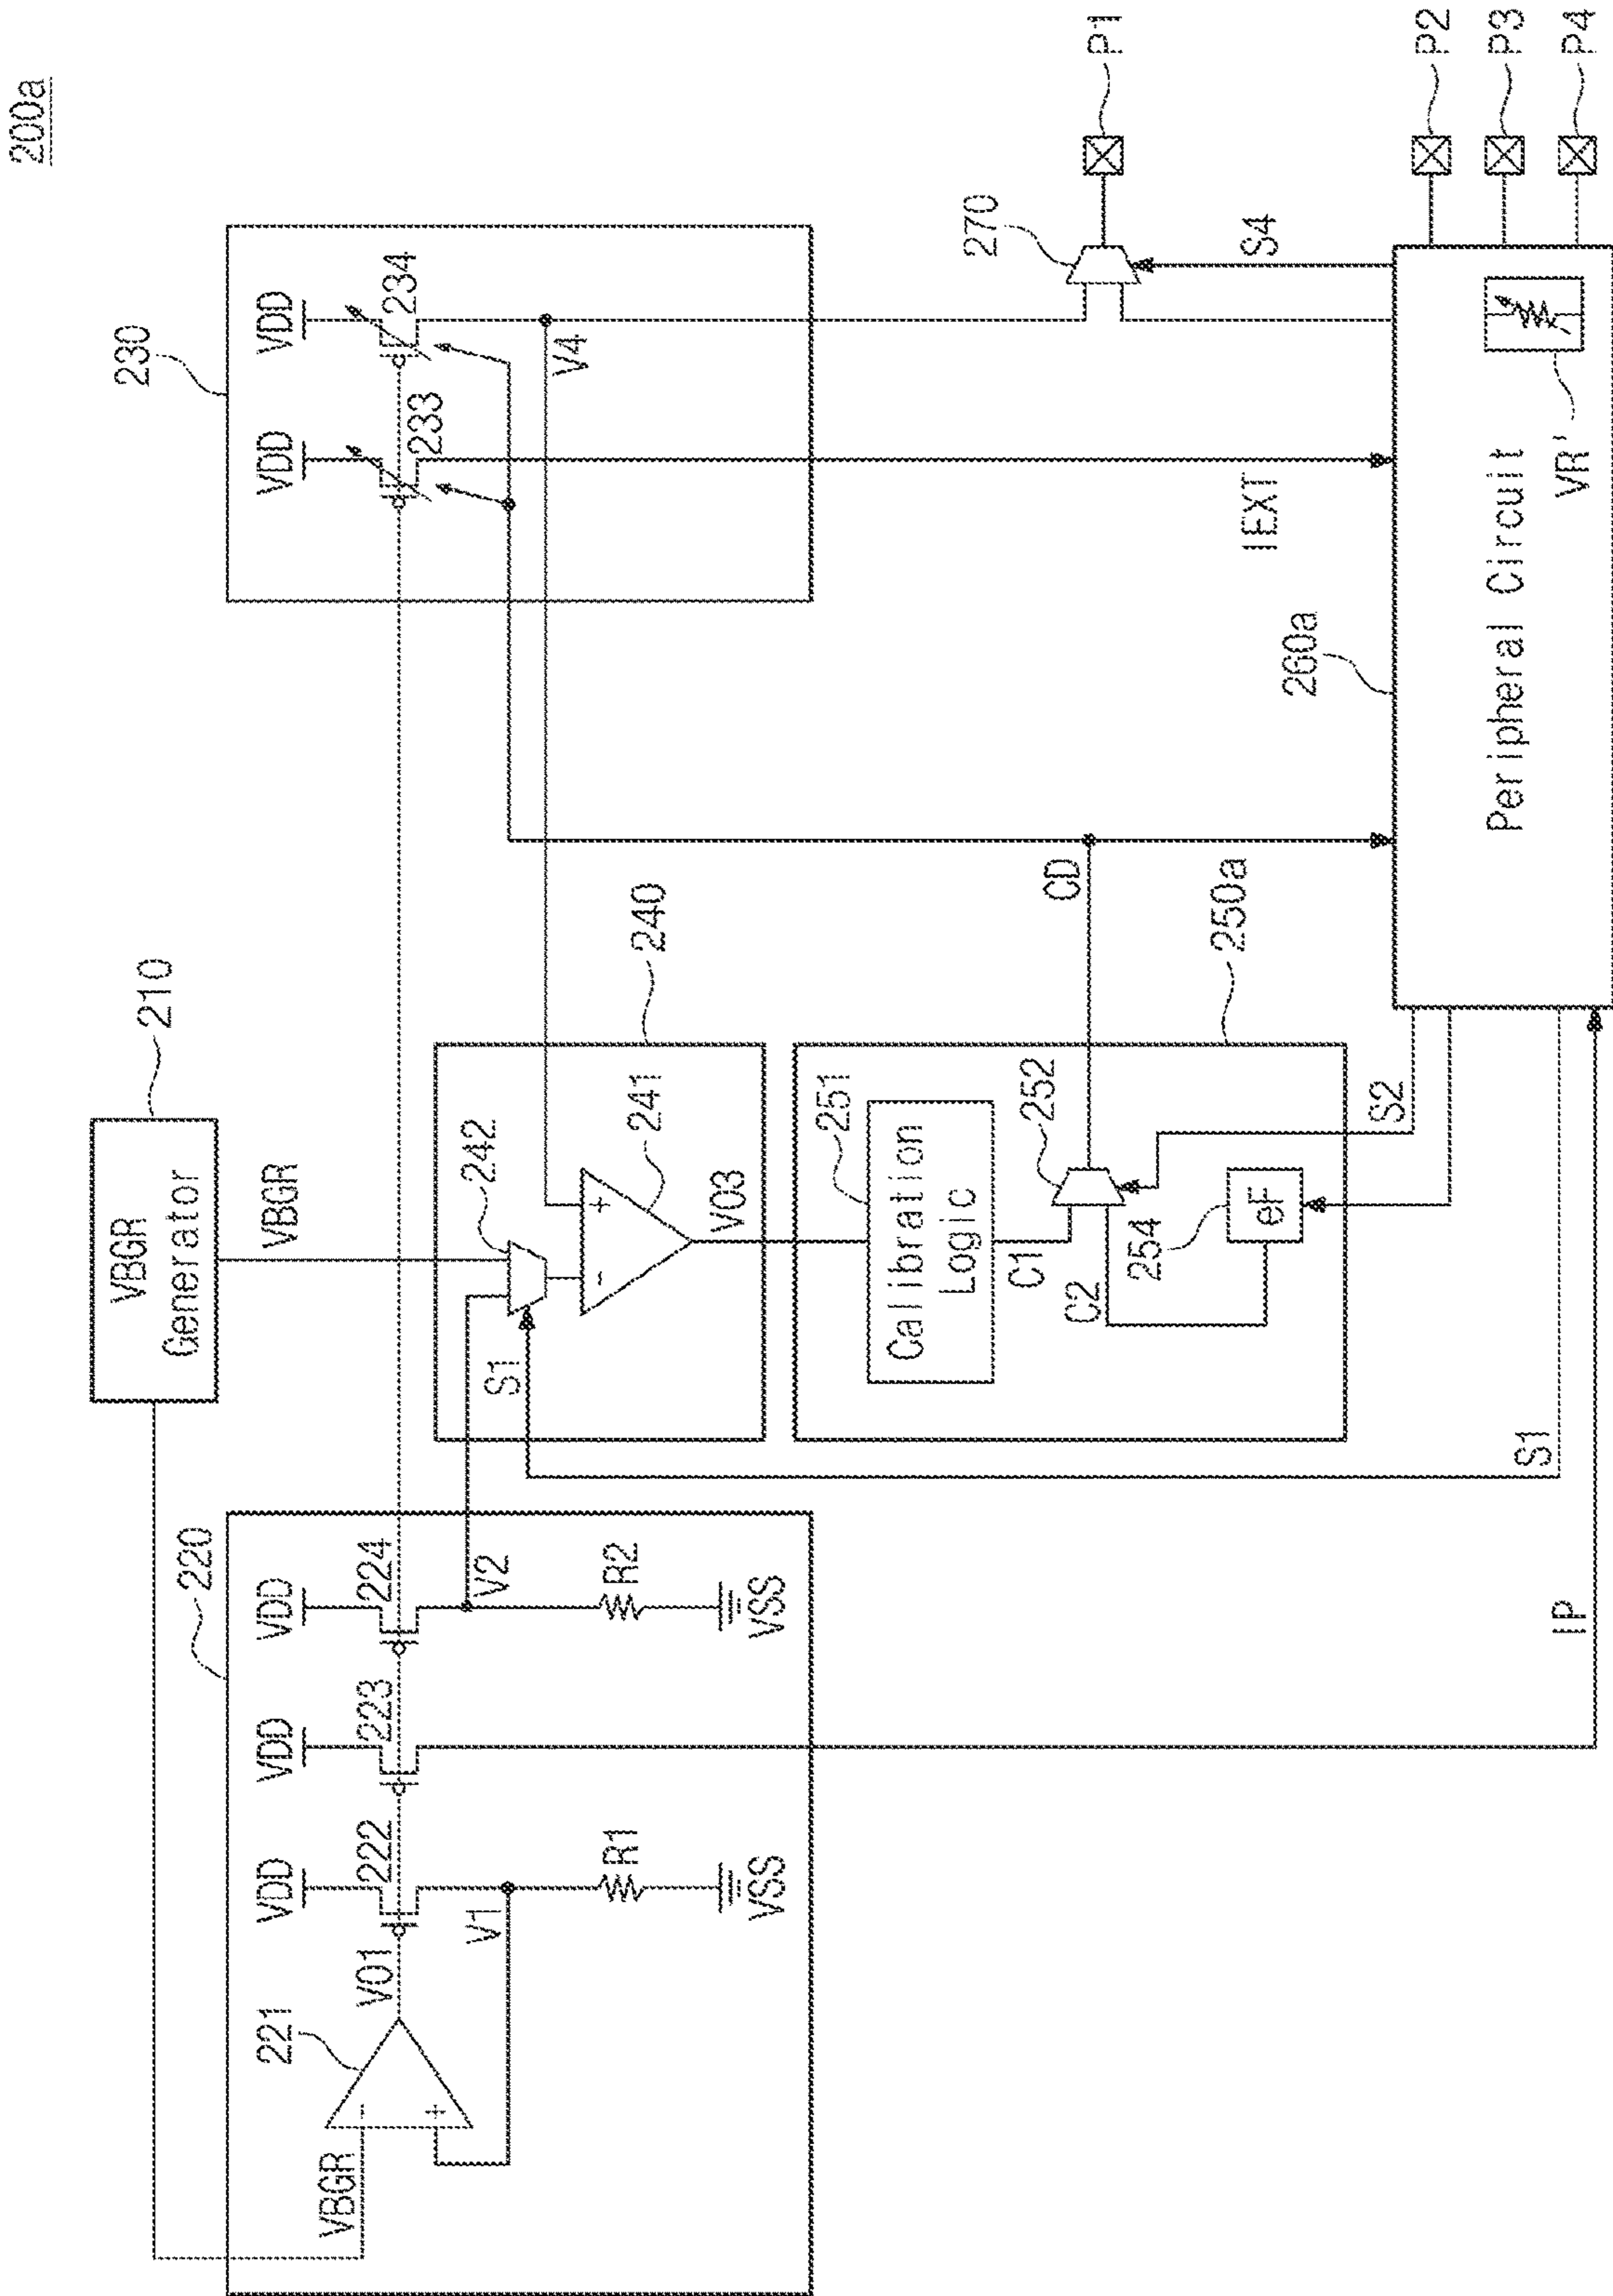 200a
VBGR
Generator
210
VBGR
220
VDD
VDD
VDD
222
223
224
221
VO1
VBGR
-
+
V1
V2
R1
R2
VSS
VSS
230
VDD
VDD
233
234
V4
240
242
S1
-
+
241
VO3
250a
251
Calibration
Logic
C1
252
C2
254
eF
CD
S2
S1
IP
IEXT
270
S4
P1
260a
Peripheral Circuit
VR'
P2
P3
P4